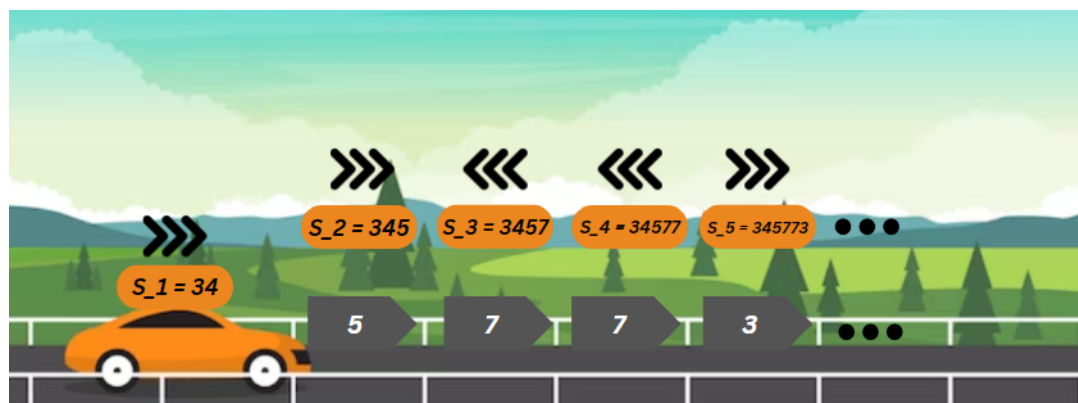 S_1 = 34
S_2 = 345
S_3 = 3457
S_4 = 34577
S_5 = 345773
5
7
7
3